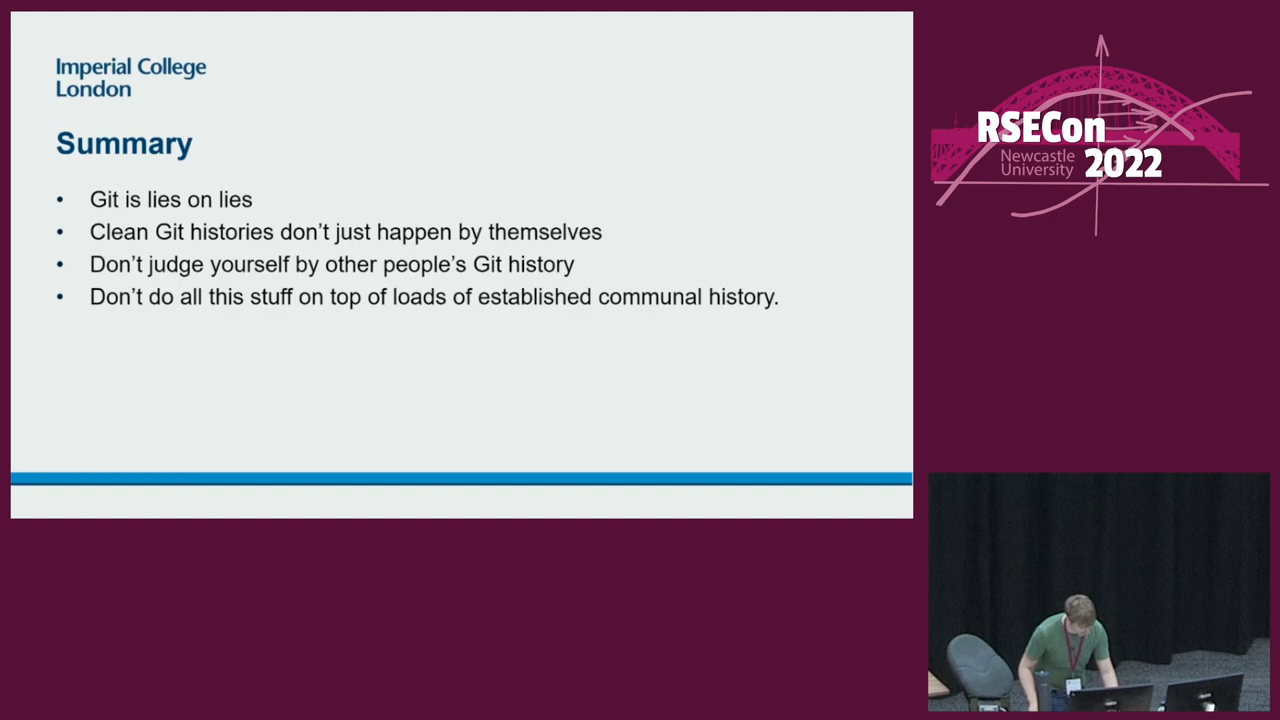 Imperial College
London
Summary
• Git is lies on lies
• Clean Git histories don’t just happen by themselves
• Don’t judge yourself by other people’s Git history
• Don’t do all this stuff on top of loads of established communal history.
RSECon
Newcastle
University
2022